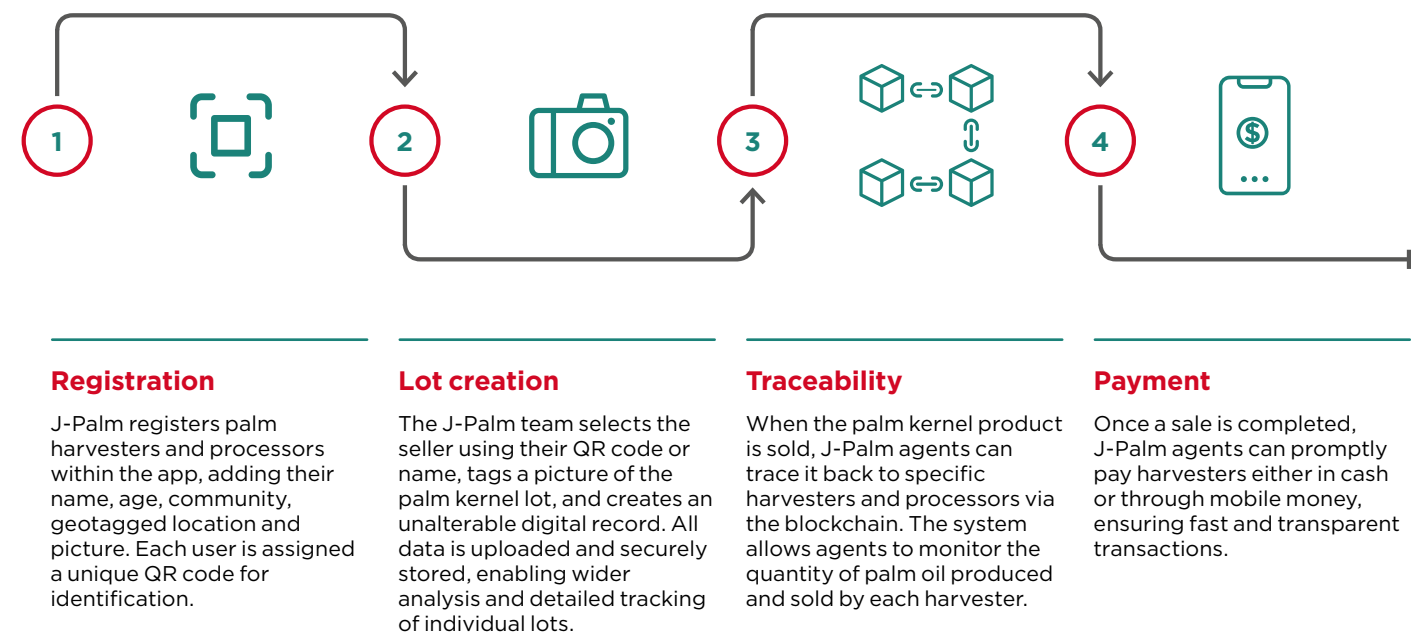 1
2
3
4
$
Registration
J-Palm registers palm
harvesters and processors
within the app, adding their
name, age, community,
geotagged location and
picture. Each user is assigned
a unique QR code for
identification.
Lot creation
The J-Palm team selects the
seller using their QR code or
name, tags a picture of the
palm kernel lot, and creates an
unalterable digital record. All
data is uploaded and securely
stored, enabling wider
analysis and detailed tracking
of individual lots.
Traceability
When the palm kernel product
is sold, J-Palm agents can
trace it back to specific
harvesters and processors via
the blockchain. The system
allows agents to monitor the
quantity of palm oil produced
and sold by each harvester.
Payment
Once a sale is completed,
J-Palm agents can promptly
pay harvesters either in cash
or through mobile money,
ensuring fast and transparent
transactions.